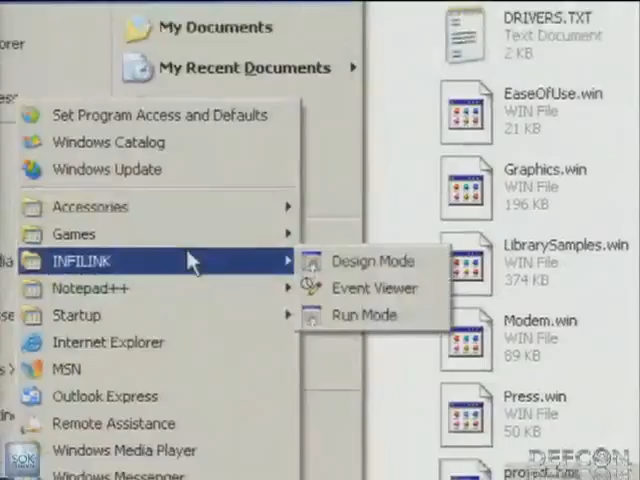 My Documents
My Recent Documents
Set Program Access and Defaults
Windows Catalog
Windows Update
Accessories
Games
INFILINK
Notepad++
Startup
Internet Explorer
MSN
Outlook Express
Remote Assistance
Windows Media Player
Windows Messenger
Design Mode
Event Viewer
Run Mode
DRIVERS.TXT
Text Document
2 KB
EaseOfUse.win
WIN File
21 KB
Graphics.win
WIN File
196 KB
LibrarySamples.win
WIN File
374 KB
Modem.win
WIN File
89 KB
Press.win
WIN File
50 KB
DEFCON
SOK